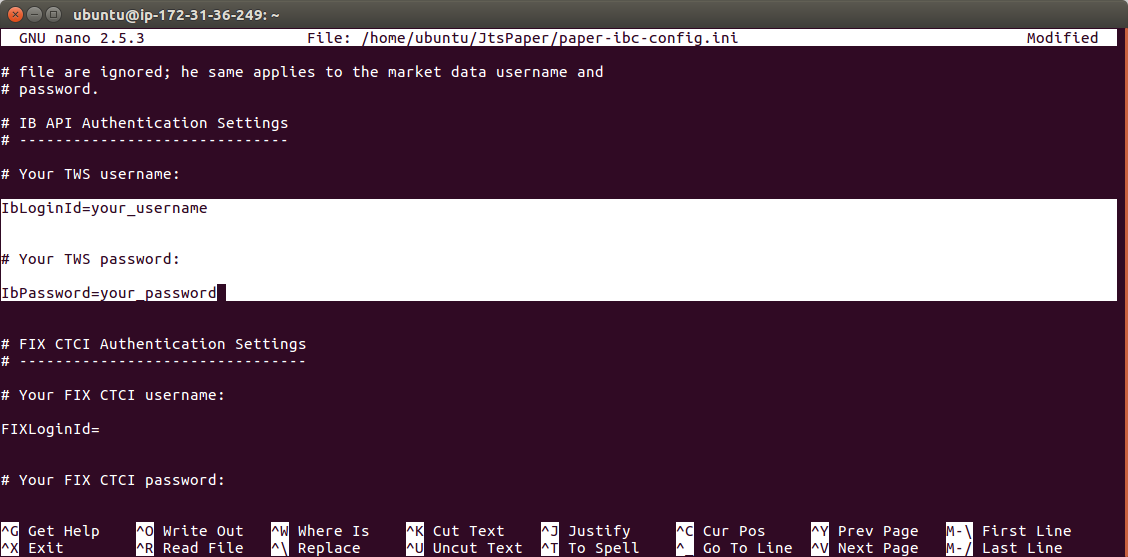 ubuntu@ip-172-31-36-249: ~
GNU nano 2.5.3 File: /home/ubuntu/JtsPaper/paper-ibc-config.ini Modified
# file are ignored; he same applies to the market data username and
# password.
# IB API Authentication Settings
# ------------------------------
# Your TWS username:
IbLoginId=your_username
# Your TWS password:
IbPassword=your_password
# FIX CTCI Authentication Settings
# --------------------------------
# Your FIX CTCI username:
FIXLoginId=
# Your FIX CTCI password:
^G Get Help ^O Write Out ^W Where Is ^K Cut Text ^J Justify ^C Cur Pos ^Y Prev Page M-\ First Line
^X Exit ^R Read File ^\ Replace ^U Uncut Text ^T To Spell ^_ Go To Line ^V Next Page M-/ Last Line